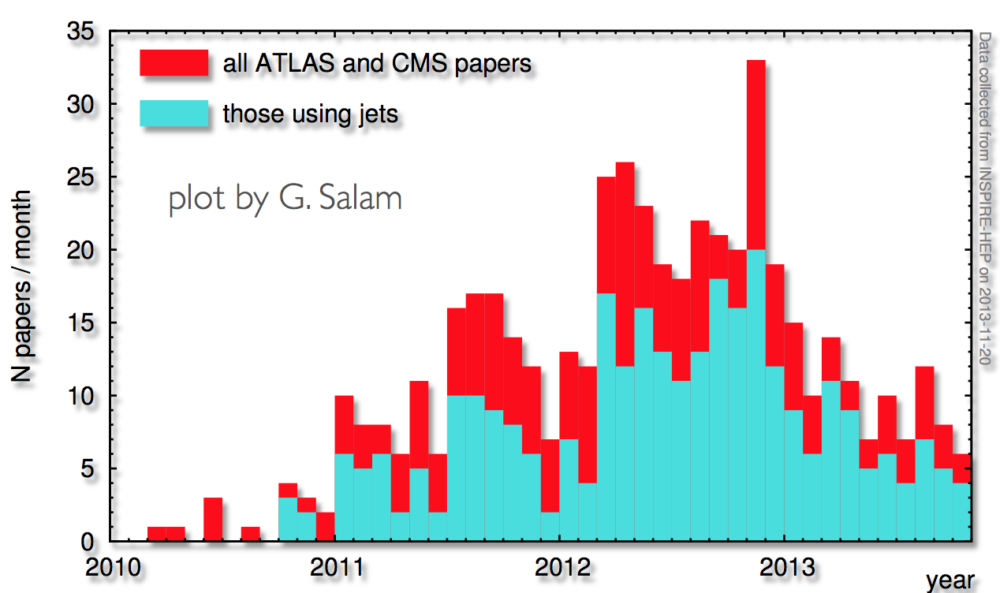 35
30
25
20
15
10
5
0
N papers / month
all ATLAS and CMS papers
those using jets
plot by G. Salam
2010 2011 2012 2013
year
Data collected from INSPIRE-HEP on 2013-11-20